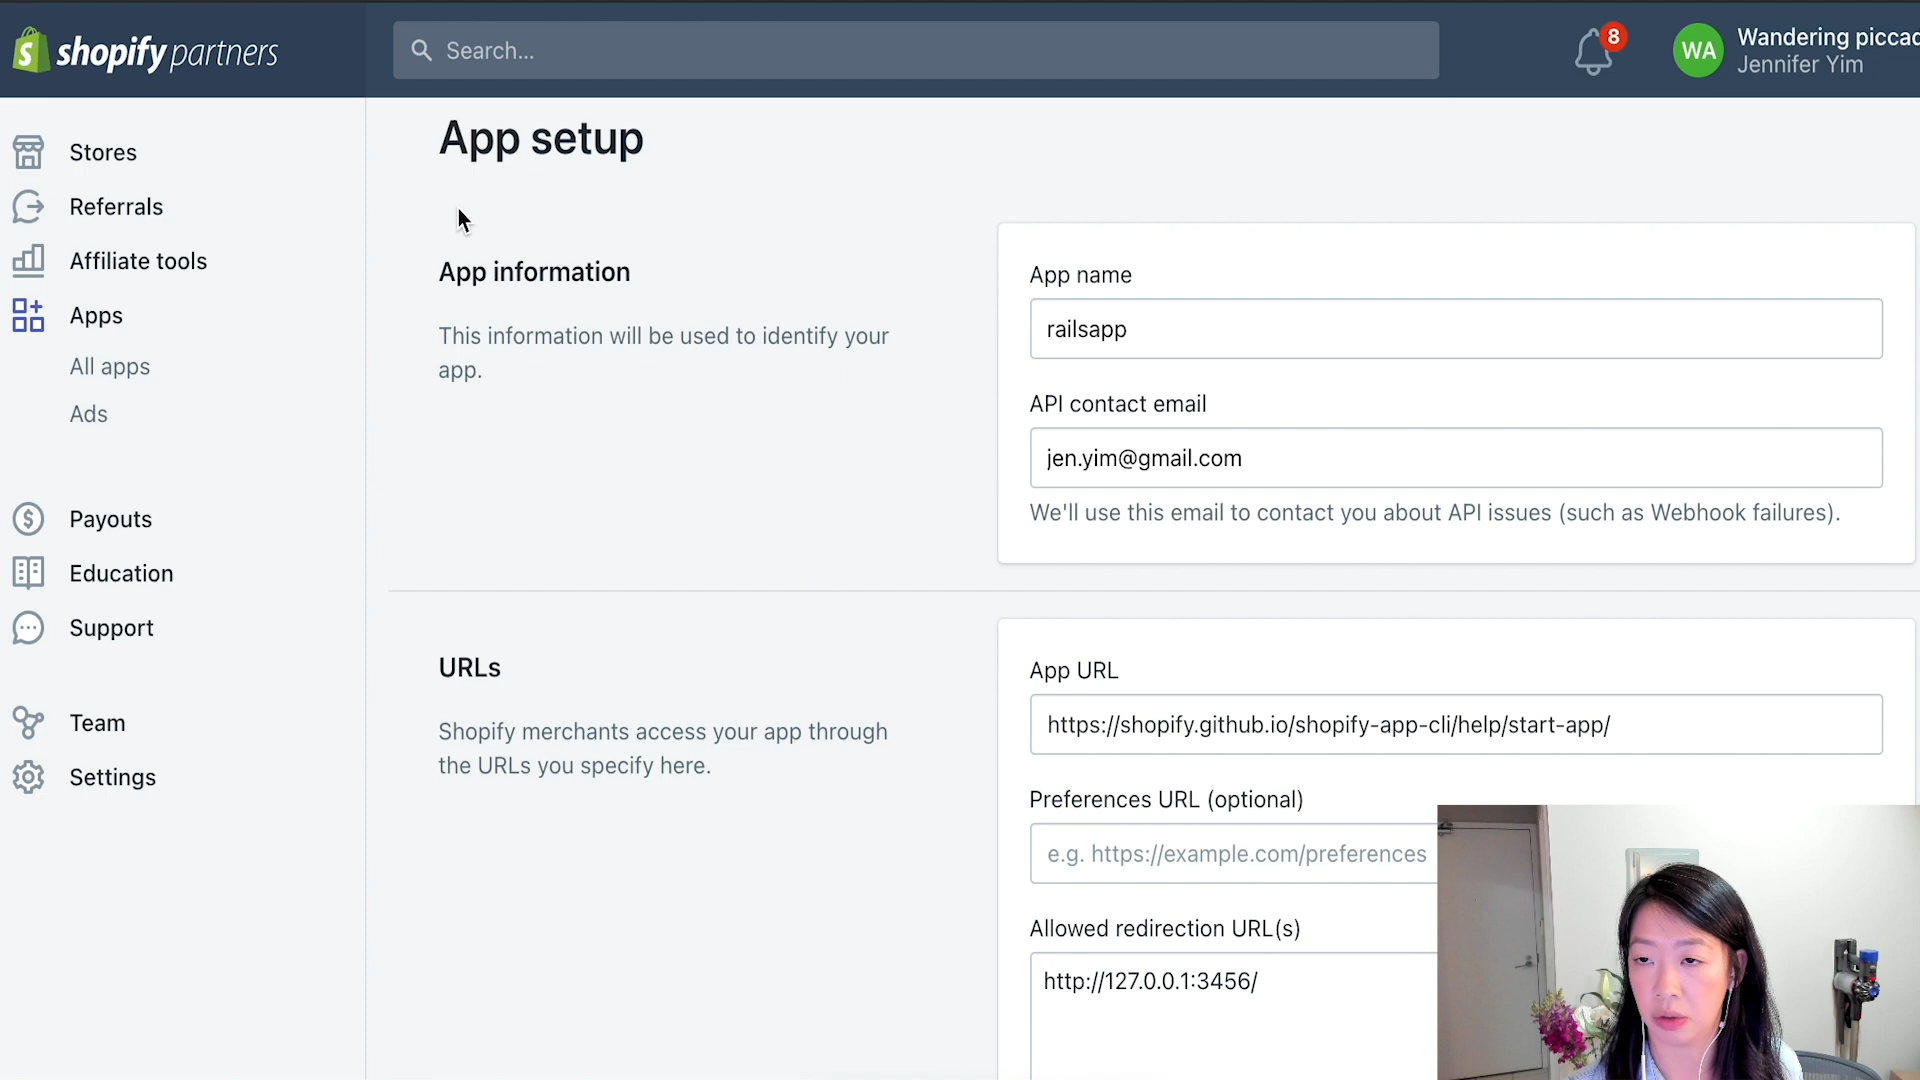 shopify partners
Search...
8
WA
Wandering piccad
Jennifer Yim
Stores
Referrals
Affiliate tools
Apps
All apps
Ads
Payouts
Education
Support
Team
Settings
App setup
App information
This information will be used to identify your
app.
App name
railsapp
API contact email
jen.yim@gmail.com
We'll use this email to contact you about API issues (such as Webhook failures).
URLs
Shopify merchants access your app through
the URLs you specify here.
App URL
https://shopify.github.io/shopify-app-cli/help/start-app/
Preferences URL (optional)
e.g. https://example.com/preferences
Allowed redirection URL(s)
http://127.0.0.1:3456/